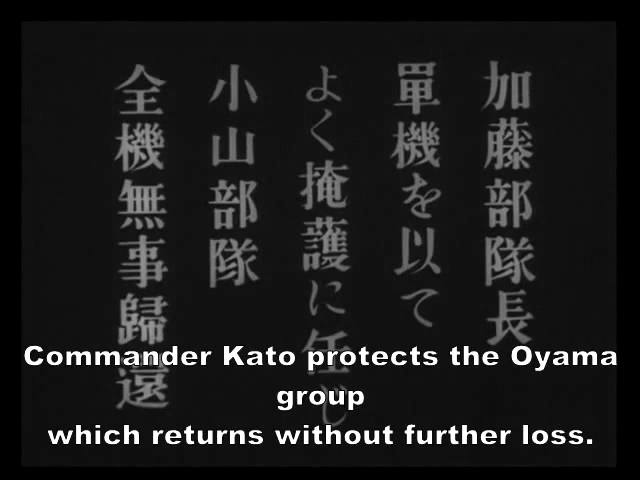 加藤部隊長
單機を以て
よく掩護に任じ
小山部隊
全機無事歸還
Commander Kato protects the Oyama
group
which returns without further loss.